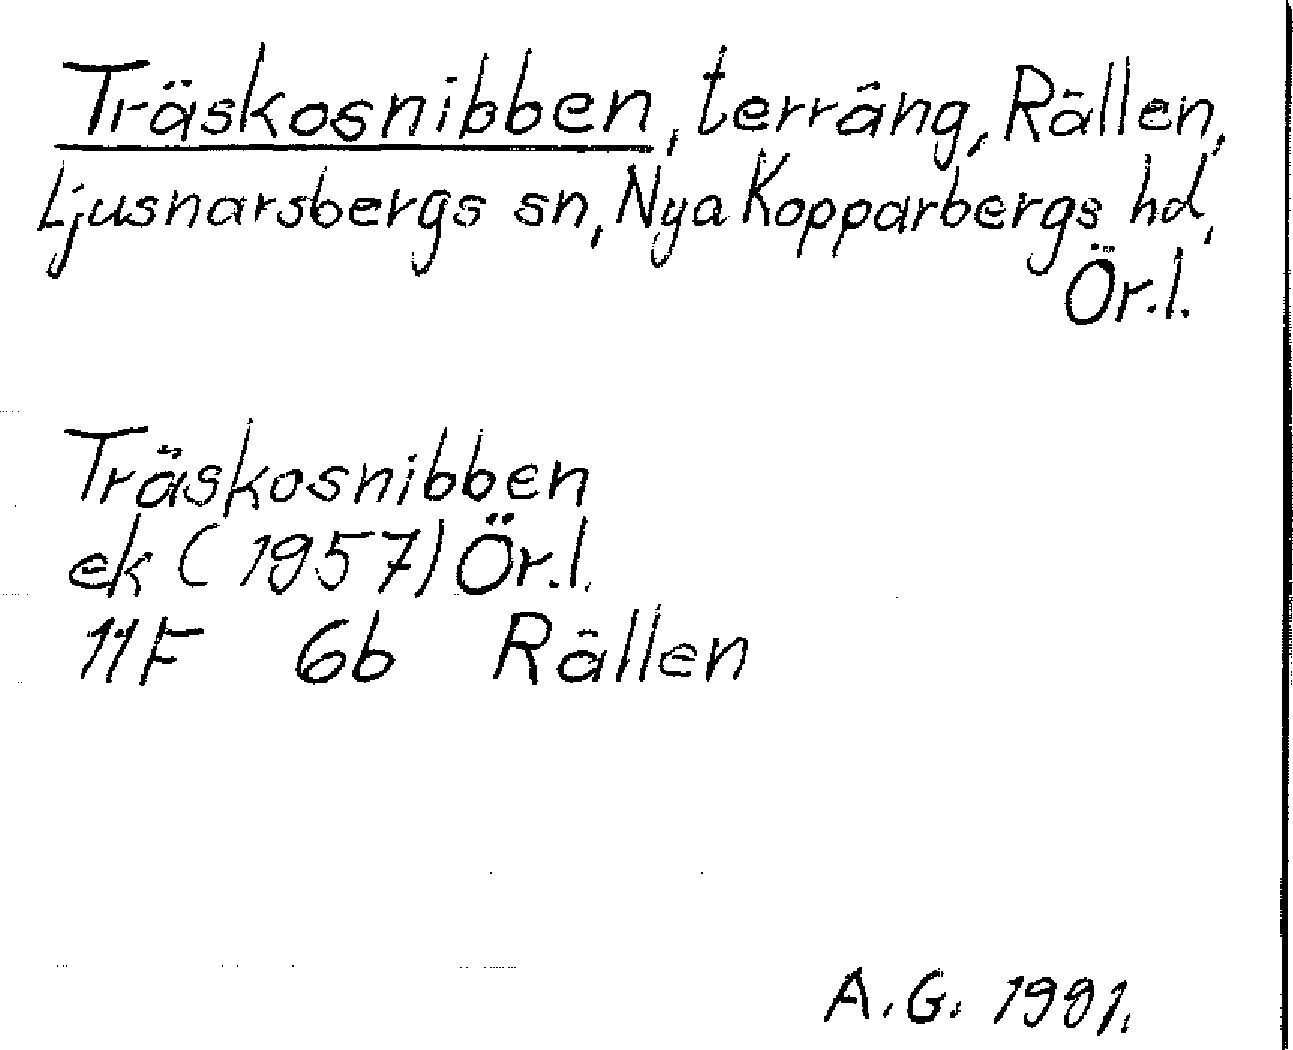 Träskosnibben, terräng, Rällen,
Ljusnarsbergs sn, Nya Kopparbergs hd,
Ör.l.
Träskosnibben
ek (1957) Ör.l.
11F 6b Rällen
A.G. 1991.